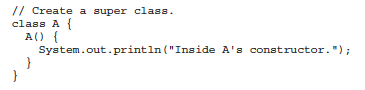 // Create a super class.
class A {
  A() {
    System.out.println("Inside A's constructor.");
  }
}